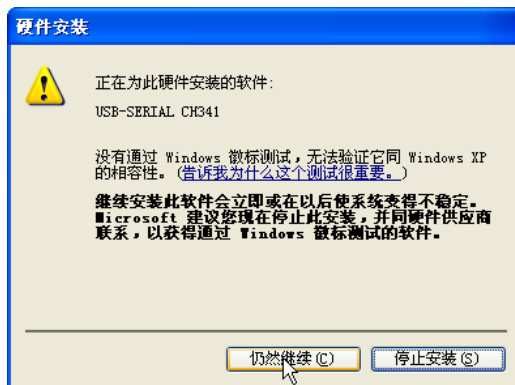 硬件安装
正在为此硬件安装的软件:
USB-SERIAL CH341
没有通过 Windows 徽标测试，无法验证它同 Windows XP
的相容性。(告诉我为什么这个测试很重要。)
继续安装此软件会立即或在以后使系统变得不稳定。
Microsoft 建议您现在停止此安装，并同硬件供应商
联系，以获得通过 Windows 徽标测试的软件。
仍然继续(C)
停止安装(S)